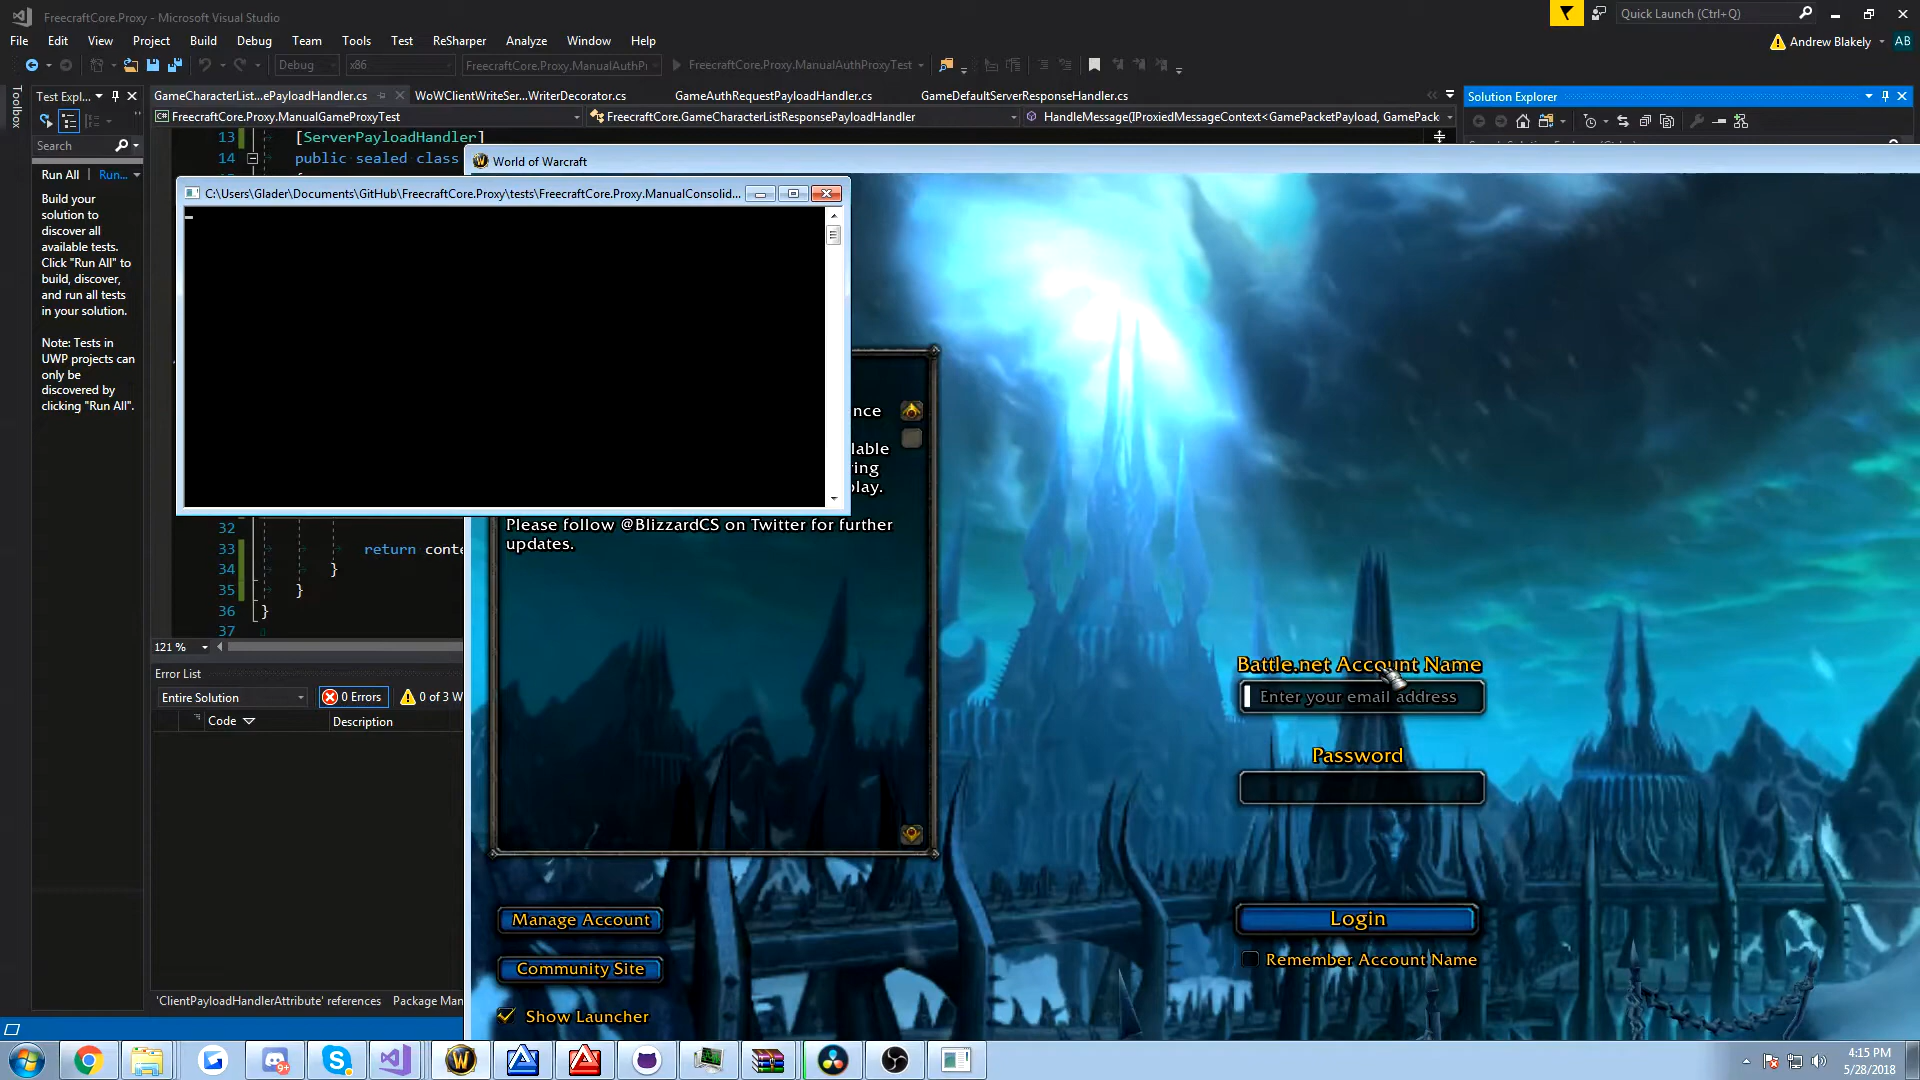 FreecraftCore.Proxy - Microsoft Visual Studio
Quick Launch (Ctrl+Q)
File Edit View Project Build Debug Team Tools Test ReSharper Analyze Window Help
Andrew Blakely AB
Debug x86 FreecraftCore.Proxy.ManualAuthP FreecraftCore.Proxy.ManualAuthProxyTest
Toolbox
Test Expl...
GameCharacterList...ePayloadHandler.cs WoWClientWriteSer...WriterDecorator.cs GameAuthRequestPayloadHandler.cs GameDefaultServerResponseHandler.cs
Solution Explorer
FreecraftCore.Proxy.ManualGameProxyTest FreecraftCore.GameCharacterListResponsePayloadHandler HandleMessage(IProxiedMessageContext<GamePacketPayload, GamePack
Search
Run All Run...
Build your
solution to
discover all
available tests.
Click "Run All" to
build, discover,
and run all tests
in your solution.
Note: Tests in
UWP projects can
only be
discovered by
clicking "Run All".
13 [ServerPayloadHandler]
14 public sealed class
World of Warcraft
C:\Users\Glader\Documents\GitHub\FreecraftCore.Proxy\tests\FreecraftCore.Proxy.ManualConsolid...
nce
lable
ring
play.
Please follow @BlizzardCS on Twitter for further
updates.
32
33 return conte
34 }
35 }
36 }
37
121 %
Error List
Entire Solution 0 Errors 0 of 3 W
Code Description
Battle.net Account Name
Enter your email address
Password
Login
Remember Account Name
Manage Account
Community Site
Show Launcher
'ClientPayloadHandlerAttribute' references Package Man
9+
4:15 PM
5/28/2018